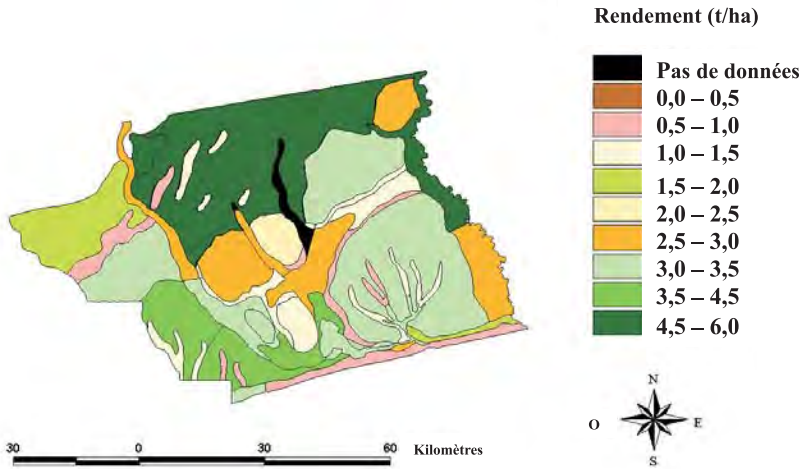 Rendement (t/ha)
Pas de données
0,0 – 0,5
0,5 – 1,0
1,0 – 1,5
1,5 – 2,0
2,0 – 2,5
2,5 – 3,0
3,0 – 3,5
3,5 – 4,5
4,5 – 6,0
N
O E
S
30 0 30 60 Kilomètres